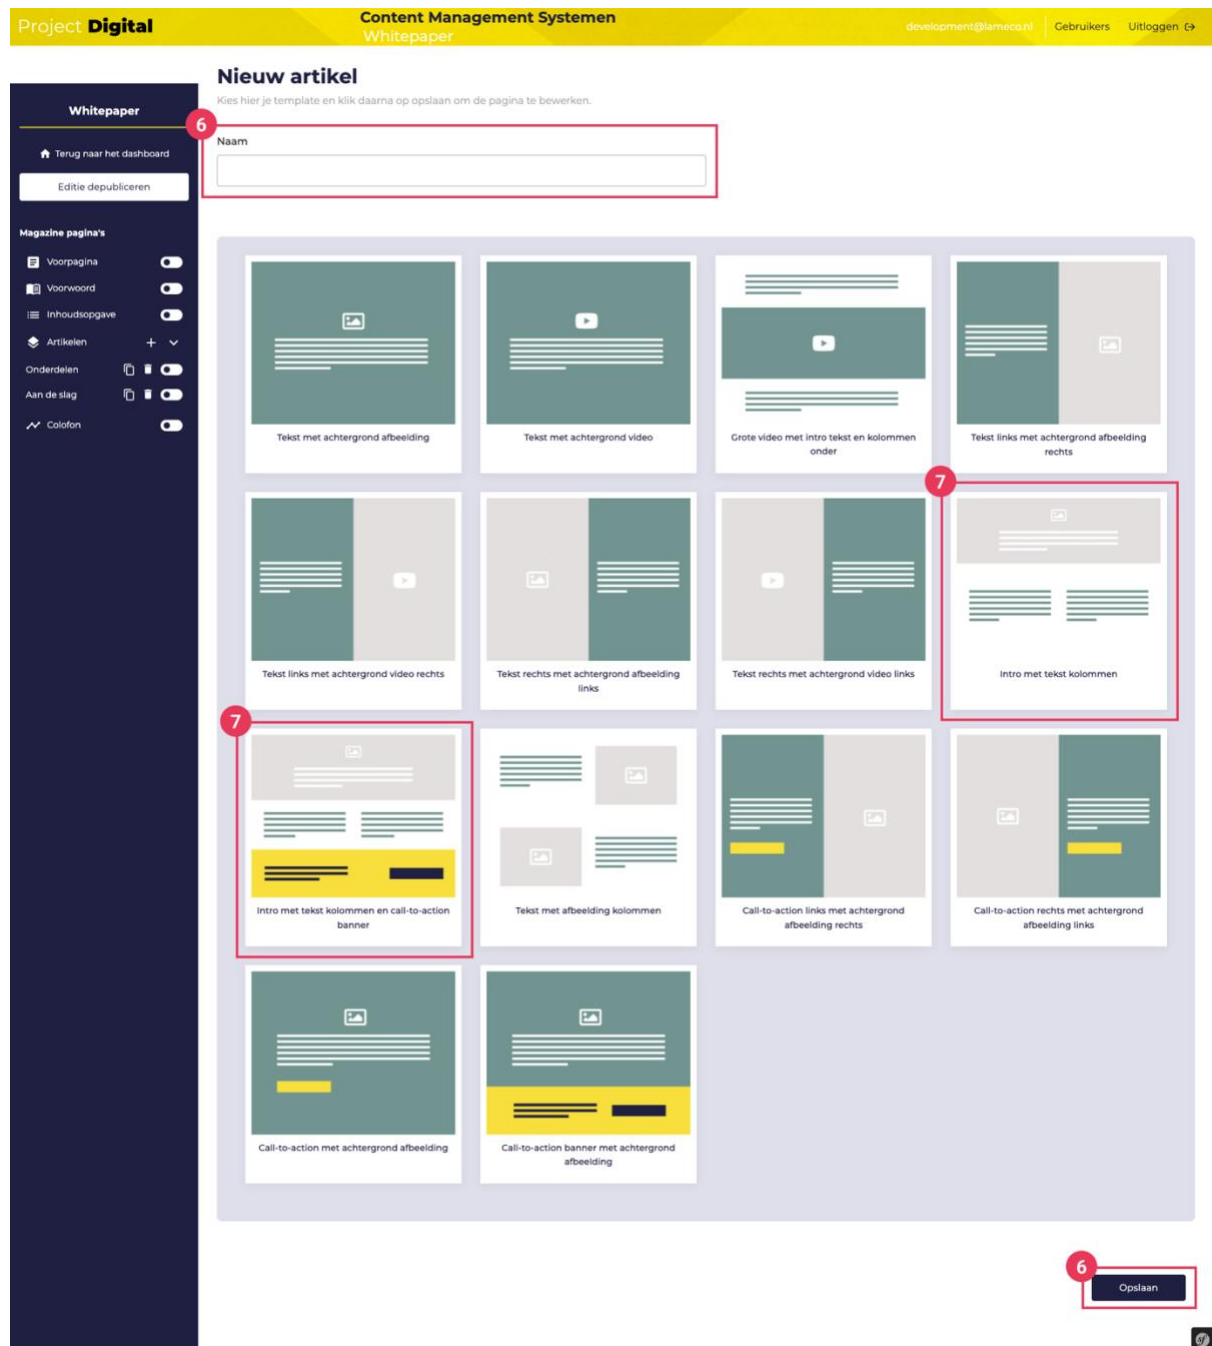 Project Digital
Content Management Systemen
Whitepaper
development@lameco.nl
Gebruikers
Uitloggen
Whitepaper
Terug naar het dashboard
Editie depubliceren
Magazine pagina's
Voorpagina
Voorwoord
Inhoudsopgave
Artikelen
Onderdelen
Aan de slag
Colofon
Nieuw artikel
Kies hier je template en klik daarna op opslaan om de pagina te bewerken.
6
Naam
Tekst met achtergrond afbeelding
Tekst met achtergrond video
Grote video met intro tekst en kolommen
onder
Tekst links met achtergrond afbeelding
rechts
7
Tekst links met achtergrond video rechts
Tekst rechts met achtergrond afbeelding
links
Tekst rechts met achtergrond video links
Intro met tekst kolommen
7
Intro met tekst kolommen en call-to-action
banner
Tekst met afbeelding kolommen
Call-to-action links met achtergrond
afbeelding rechts
Call-to-action rechts met achtergrond
afbeelding links
Call-to-action met achtergrond afbeelding
Call-to-action banner met achtergrond
afbeelding
6
Opslaan